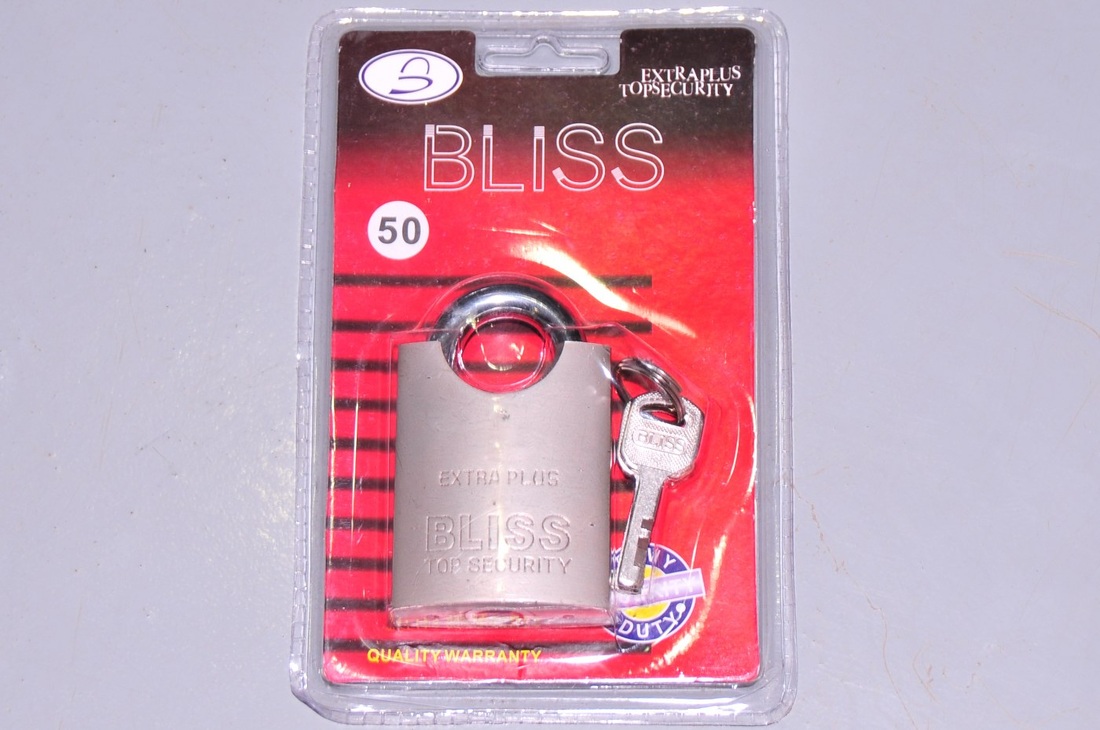 EXTRAPLUS
TOPSECURITY
BLISS
50
BLISS
EXTRA PLUS
BLISS
TOP SECURITY
DUTY
QUALITY WARRANTY